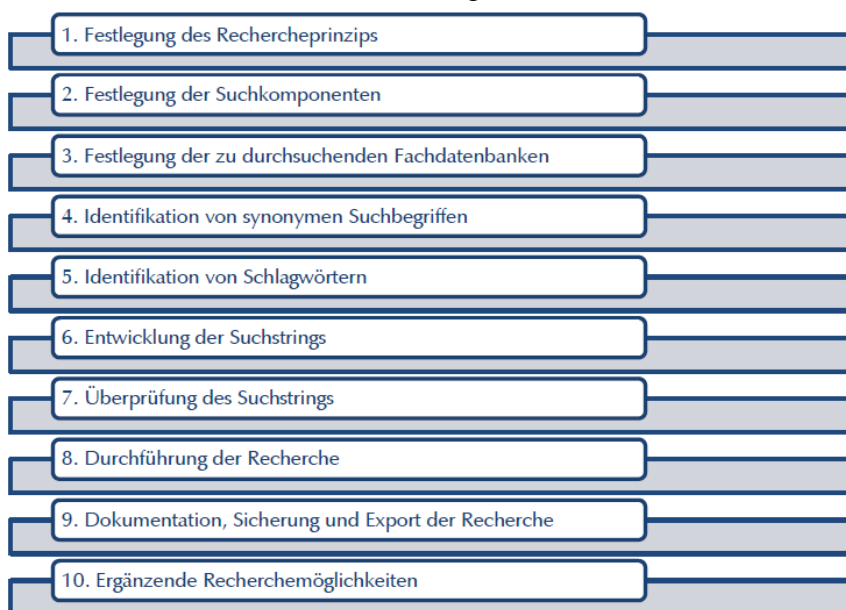 1. Festlegung des Rechercheprinzips
2. Festlegung der Suchkomponenten
3. Festlegung der zu durchsuchenden Fachdatenbanken
4. Identifikation von synonymen Suchbegriffen
5. Identifikation von Schlagwörtern
6. Entwicklung der Suchstrings
7. Überprüfung des Suchstrings
8. Durchführung der Recherche
9. Dokumentation, Sicherung und Export der Recherche
10. Ergänzende Recherchemöglichkeiten